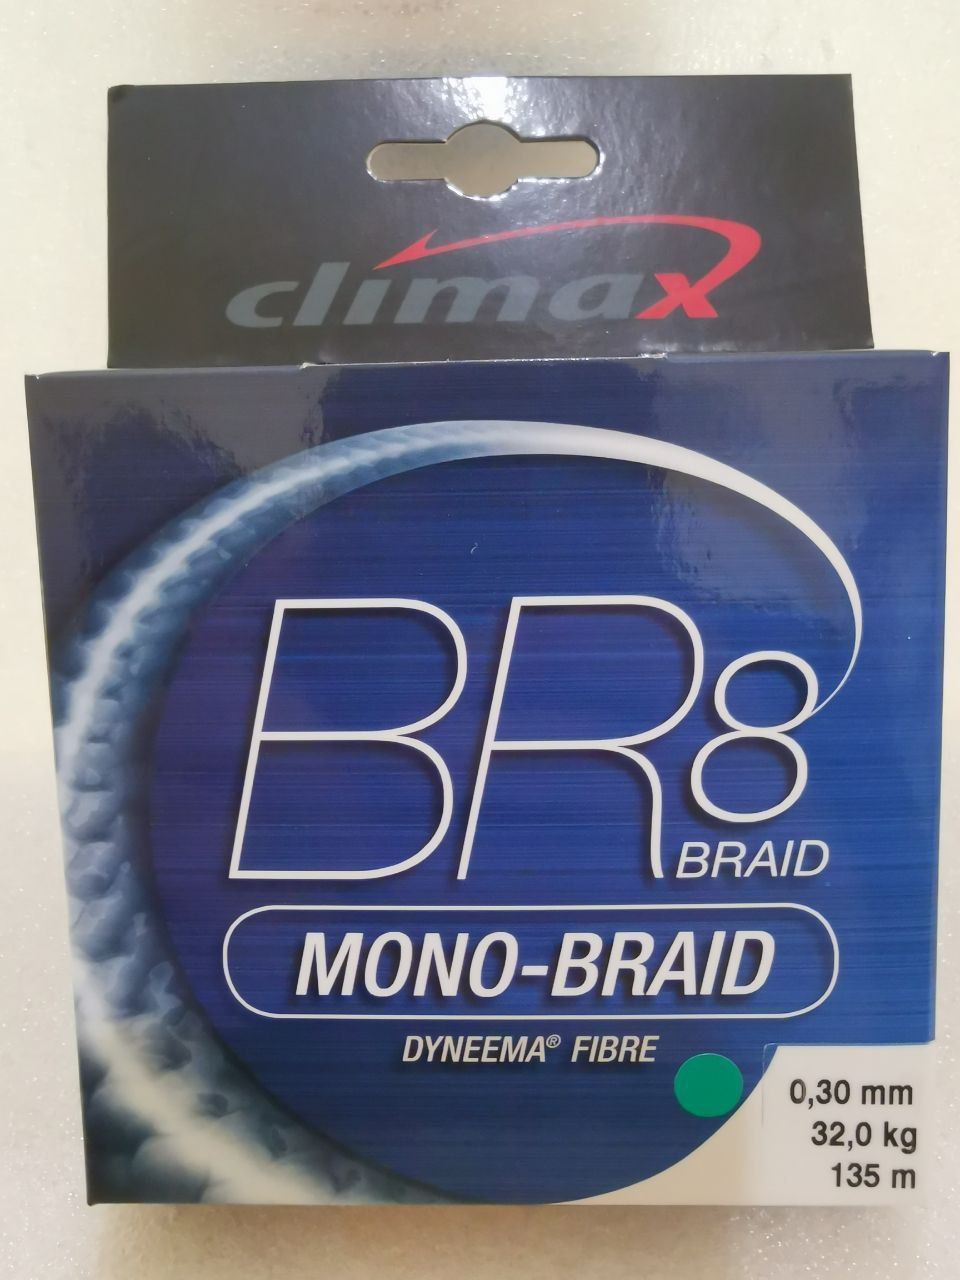 climax
BR8
BRAID
MONO-BRAID
DYNEEMA® FIBRE
0,30 mm
32,0 kg
135 m